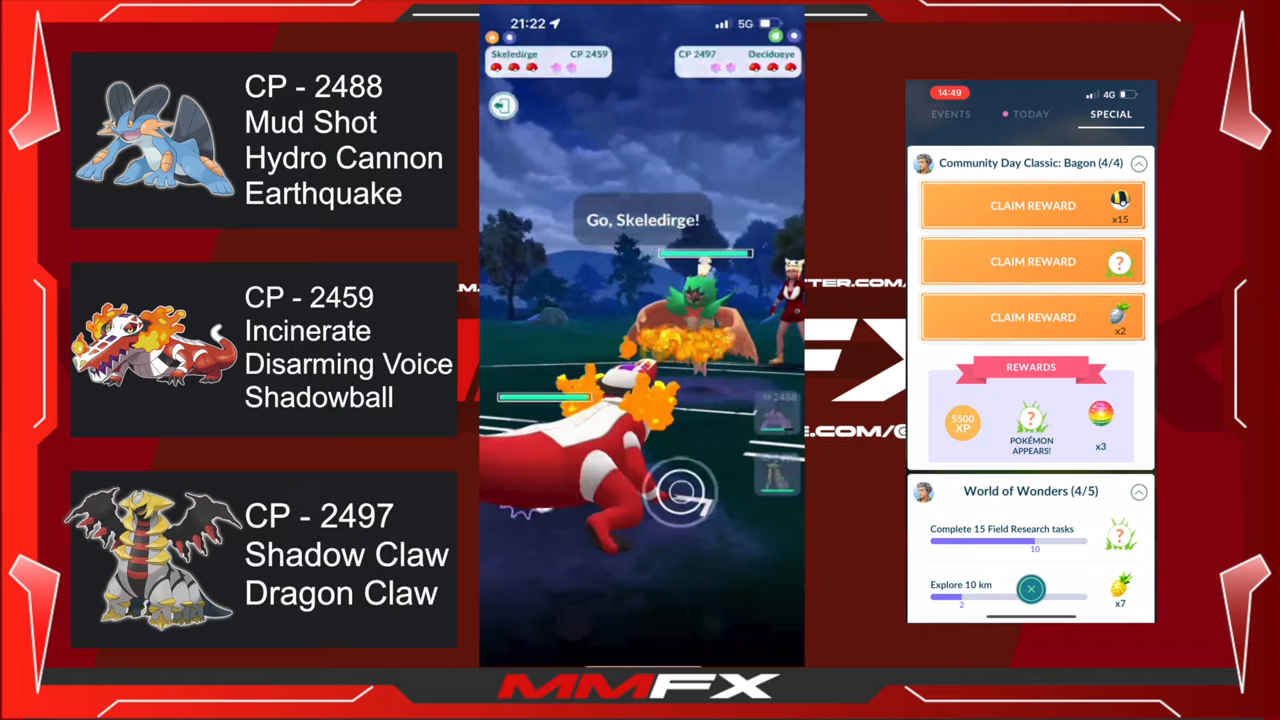 CP - 2488
Mud Shot
Hydro Cannon
Earthquake
CP - 2459
Incinerate
Disarming Voice
Shadowball
CP - 2497
Shadow Claw
Dragon Claw
21:22
5G
Skeledirge CP 2459
CP 2497 Decidueye
Go, Skeledirge!
14:49
4G
EVENTS TODAY SPECIAL
Community Day Classic: Bagon (4/4)
CLAIM REWARD
x15
CLAIM REWARD
?
CLAIM REWARD
x2
REWARDS
5500
XP
?
POKÉMON
APPEARS!
x3
World of Wonders (4/5)
Complete 15 Field Research tasks
10
?
Explore 10 km
2
x7
MMFX